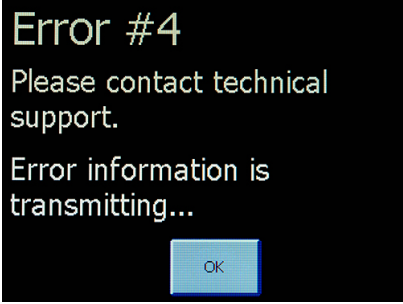 Error #4
Please contact technical
support.
Error information is
transmitting...
OK